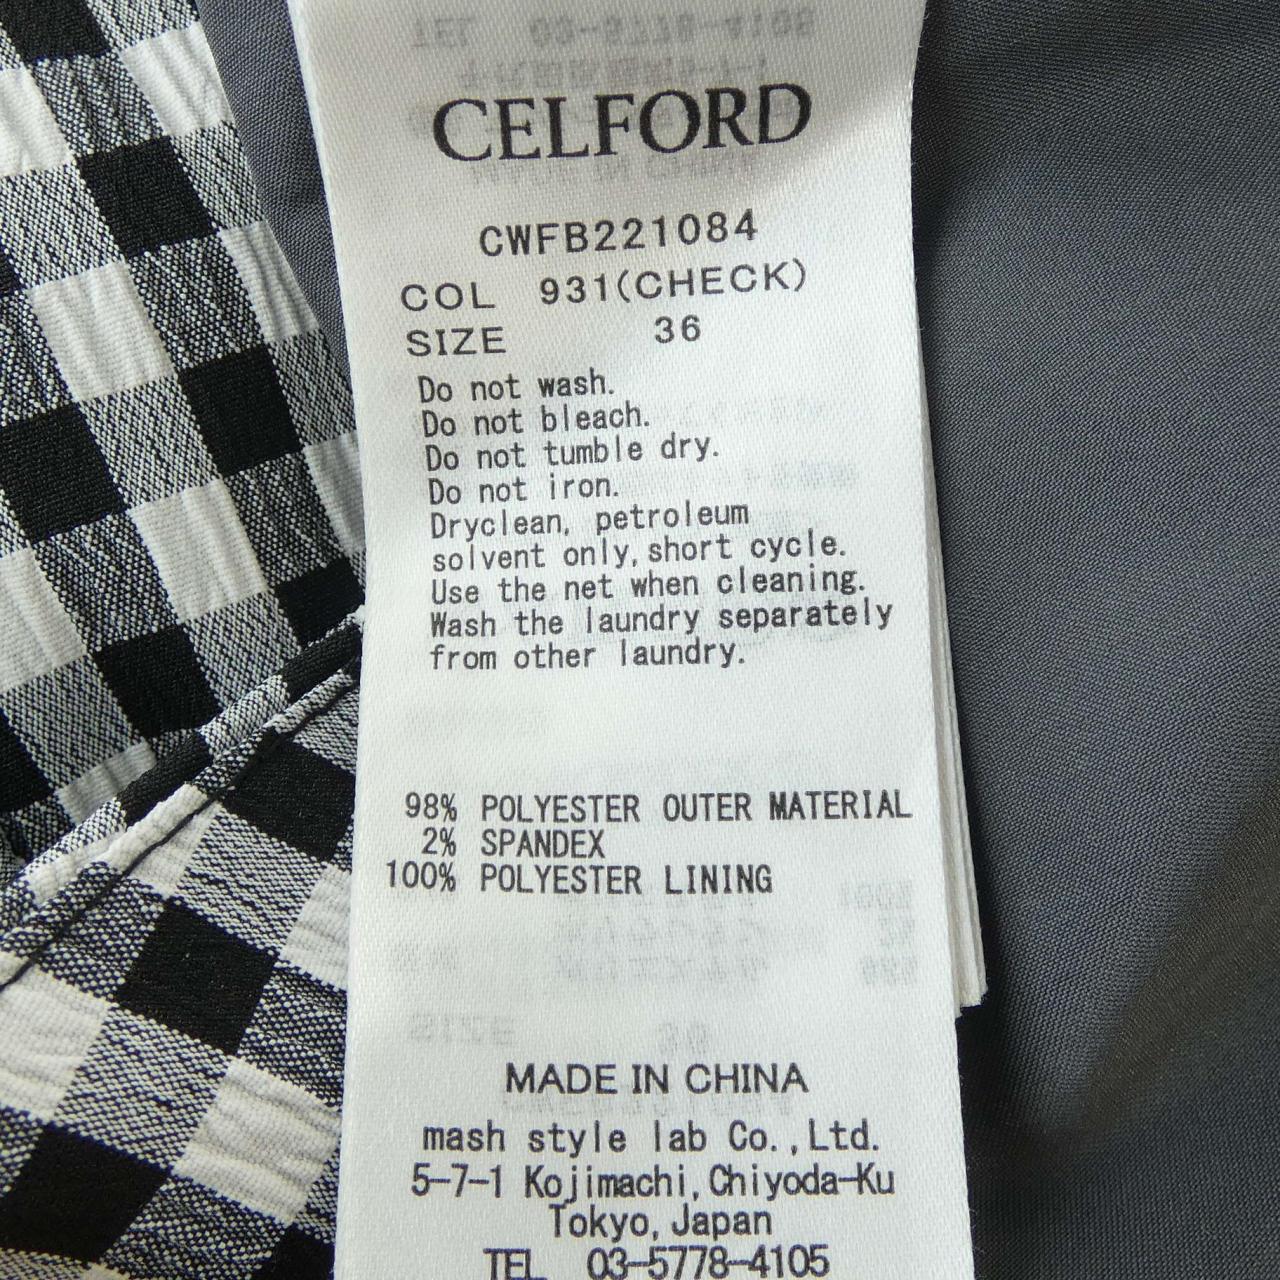 CELFORD
CWFB221084
COL 931(CHECK)
SIZE 36
Do not wash.
Do not bleach.
Do not tumble dry.
Do not iron.
Dryclean, petroleum
solvent only, short cycle.
Use the net when cleaning.
Wash the laundry separately
from other laundry.
98% POLYESTER OUTER MATERIAL
2% SPANDEX
100% POLYESTER LINING
MADE IN CHINA
mash style lab Co.,Ltd.
5-7-1 Kojimachi,Chiyoda-Ku
Tokyo,Japan
TEL 03-5778-4105